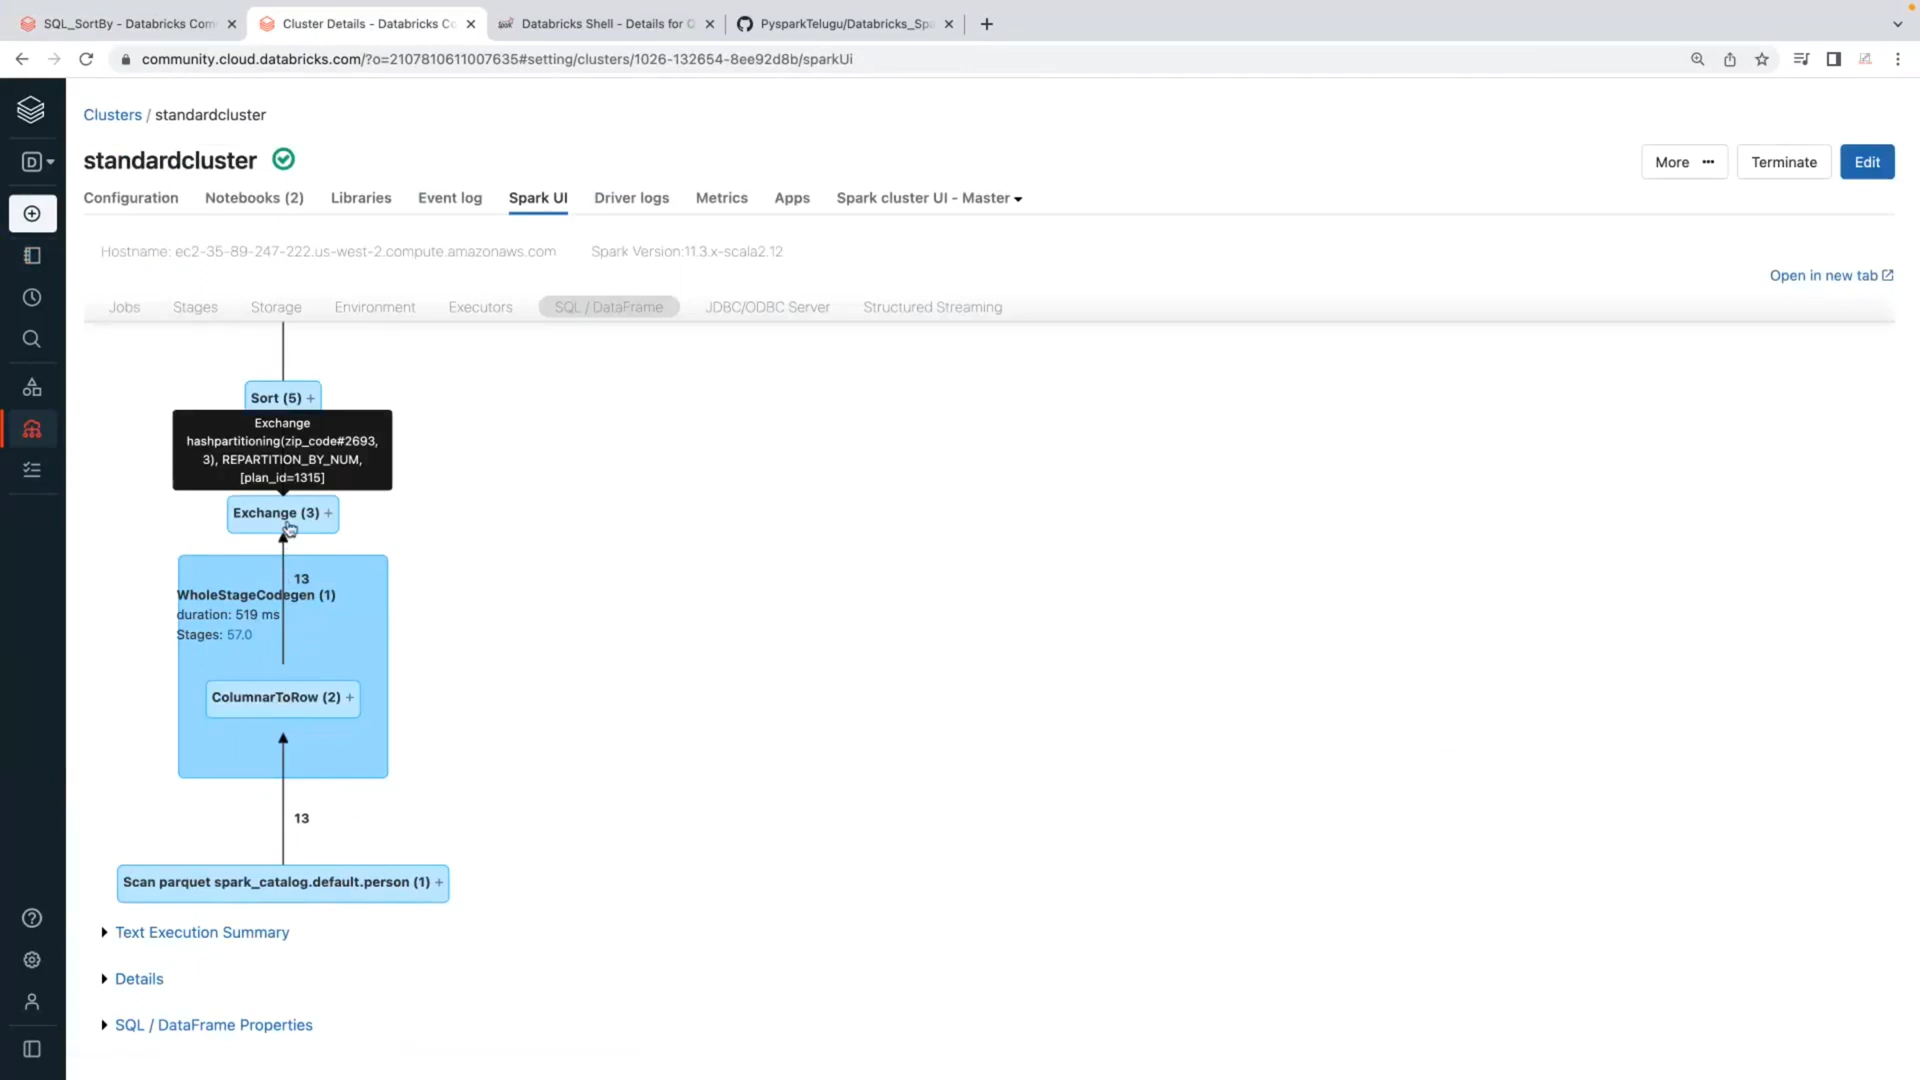 SQL_SortBy - Databricks Com
Cluster Details - Databricks Co
Databricks Shell - Details for Q
PysparkTelugu/Databricks_Spa
community.cloud.databricks.com/?o=2107810611007635#setting/clusters/1026-132654-8ee92d8b/sparkUi
D
Clusters / standardcluster
standardcluster
More
Terminate
Edit
Configuration
Notebooks (2)
Libraries
Event log
Spark UI
Driver logs
Metrics
Apps
Spark cluster UI - Master
Hostname: ec2-35-89-247-222.us-west-2.compute.amazonaws.com
Spark Version:11.3.x-scala2.12
Open in new tab
Jobs
Stages
Storage
Environment
Executors
SQL / DataFrame
JDBC/ODBC Server
Structured Streaming
Sort (5) +
Exchange
hashpartitioning(zip_code#2693,
3), REPARTITION_BY_NUM,
[plan_id=1315]
Exchange (3) +
13
WholeStageCodegen (1)
duration: 519 ms
Stages: 57.0
ColumnarToRow (2) +
13
Scan parquet spark_catalog.default.person (1) +
Text Execution Summary
Details
SQL / DataFrame Properties